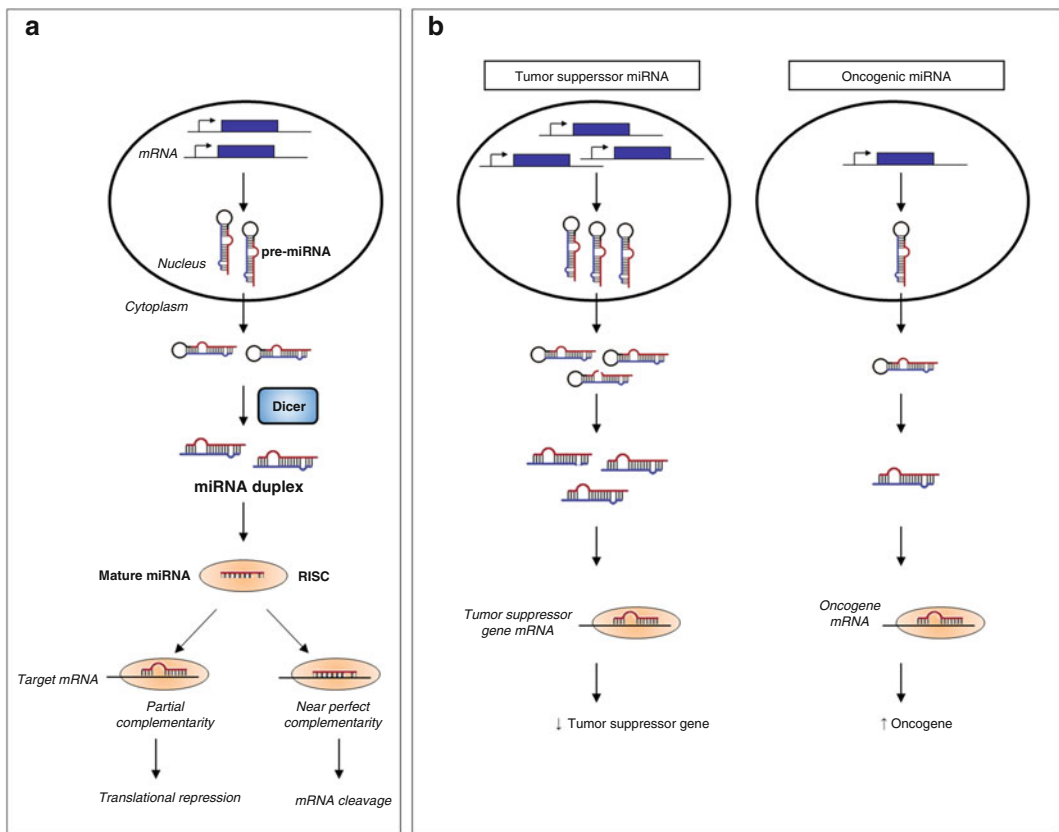 a
mRNA
pre-miRNA
Nucleus
Cytoplasm
Dicer
miRNA duplex
Mature miRNA
RISC
Target mRNA
Partial
complementarity
Near perfect
complementarity
Translational repression
mRNA cleavage
b
Tumor supperssor miRNA
Oncogenic miRNA
Tumor suppressor
gene mRNA
Oncogene
mRNA
↓ Tumor suppressor gene
↑ Oncogene